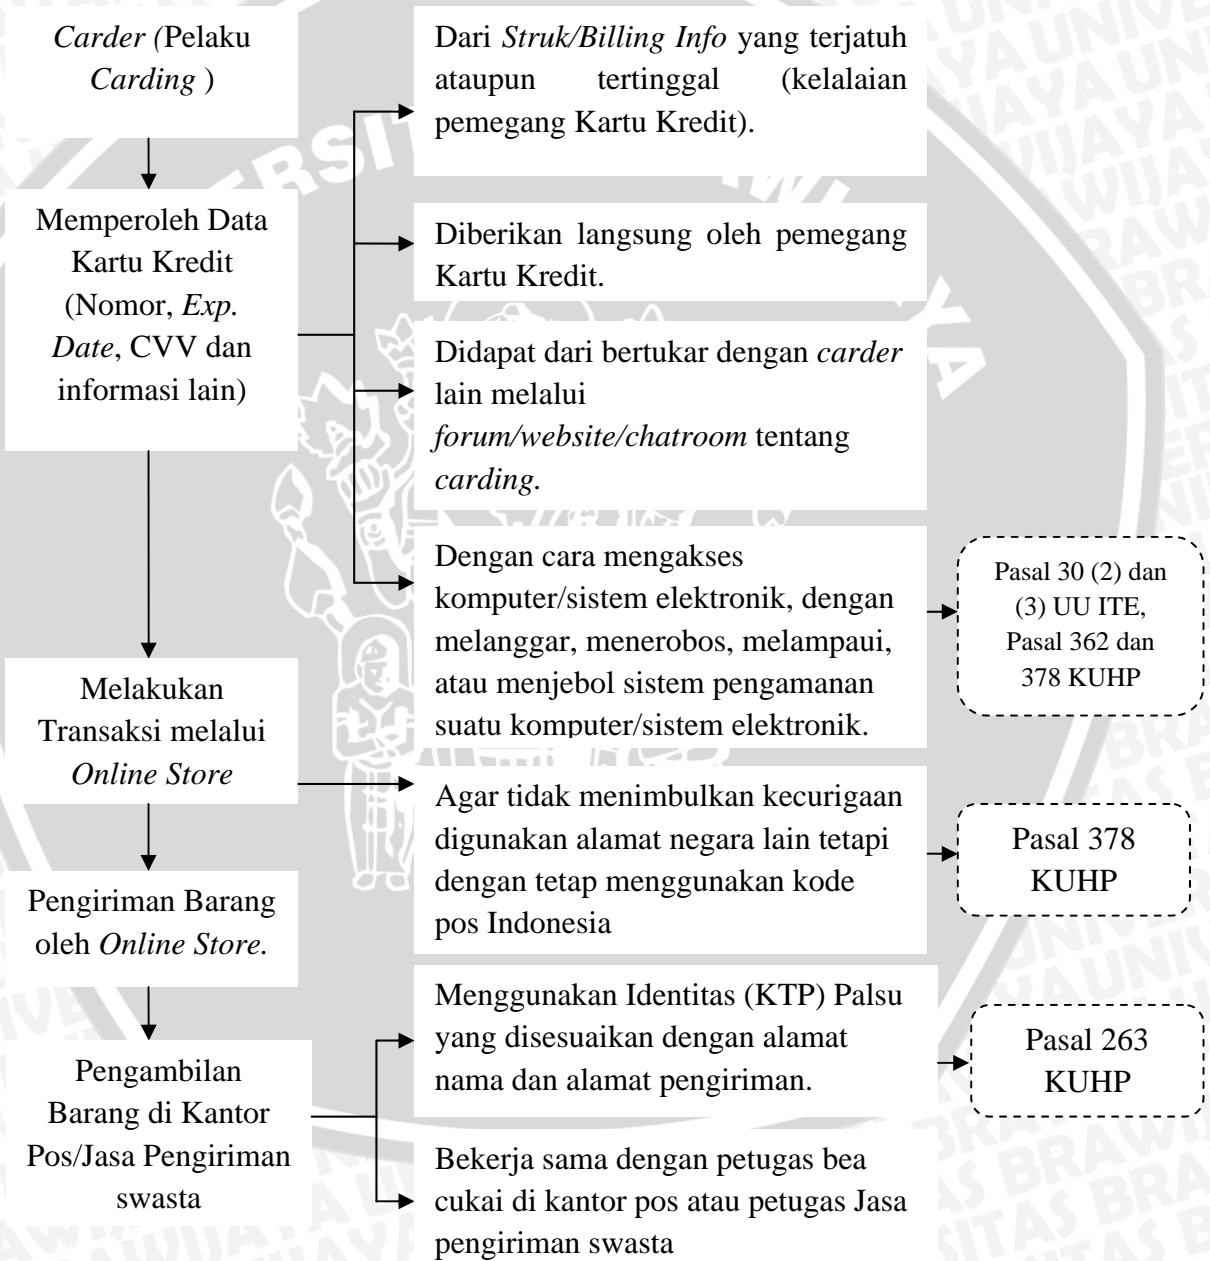 Carder (Pelaku
Carding )
Memperoleh Data
Kartu Kredit
(Nomor, Exp.
Date, CVV dan
informasi lain)
Melakukan
Transaksi melalui
Online Store
Pengiriman Barang
oleh Online Store.
Pengambilan
Barang di Kantor
Pos/Jasa Pengiriman
swasta
Dari Struk/Billing Info yang terjatuh
ataupun tertinggal (kelalaian
pemegang Kartu Kredit).
Diberikan langsung oleh pemegang
Kartu Kredit.
Didapat dari bertukar dengan carder
lain melalui
forum/website/chatroom tentang
carding.
Dengan cara mengakses
komputer/sistem elektronik, dengan
melanggar, menerobos, melampaui,
atau menjebol sistem pengamanan
suatu komputer/sistem elektronik.
Pasal 30 (2) dan
(3) UU ITE,
Pasal 362 dan
378 KUHP
Agar tidak menimbulkan kecurigaan
digunakan alamat negara lain tetapi
dengan tetap menggunakan kode
pos Indonesia
Pasal 378
KUHP
Menggunakan Identitas (KTP) Palsu
yang disesuaikan dengan alamat
nama dan alamat pengiriman.
Pasal 263
KUHP
Bekerja sama dengan petugas bea
cukai di kantor pos atau petugas Jasa
pengiriman swasta